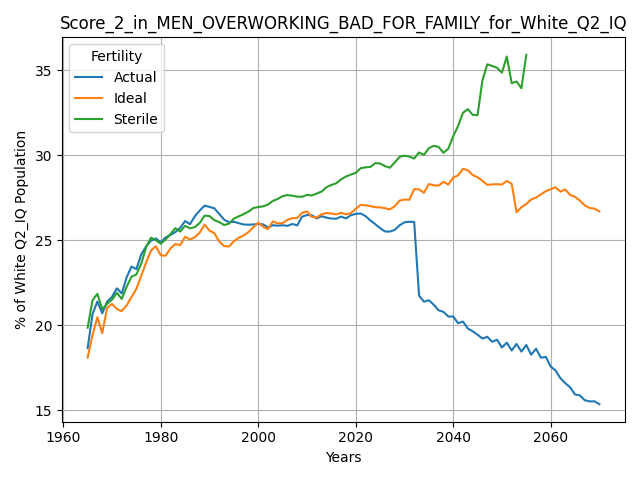 Score_2_in_MEN_OVERWORKING_BAD_FOR_FAMILY_for_White_Q2_IQ
Fertility
Actual
Ideal
Sterile
% of White Q2_IQ Population
35
30
25
20
15
1960
1980
2000
2020
2040
2060
Years